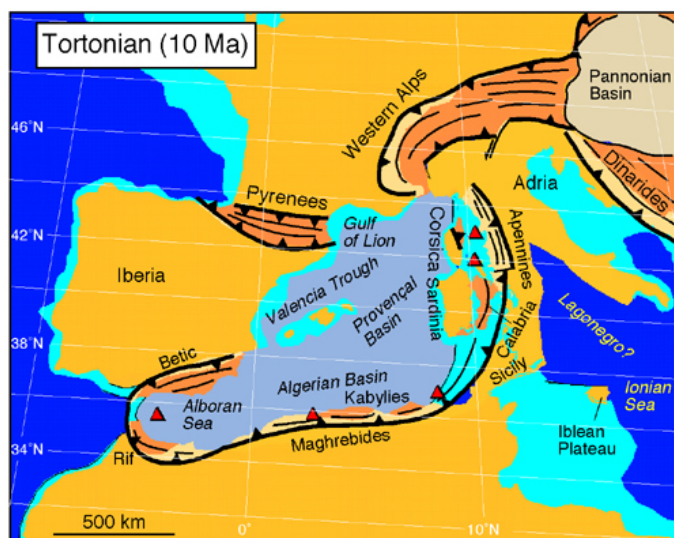 Tortonian (10 Ma)
Pannonian
Basin
Western Alps
46°N
Dinarides
Adria
Pyrenees
Gulf
of Lion
Corsica
Apennines
42°N
Iberia
Valencia Trough
Provençal
Basin
Sardinia
Lagonegro?
Calabria
38°N
Betic
Sicily
Algerian Basin
Kabylies
Ionian
Sea
Alboran
Sea
Iblean
Plateau
Maghrebides
34°N
Rif
500 km
0°
10°N